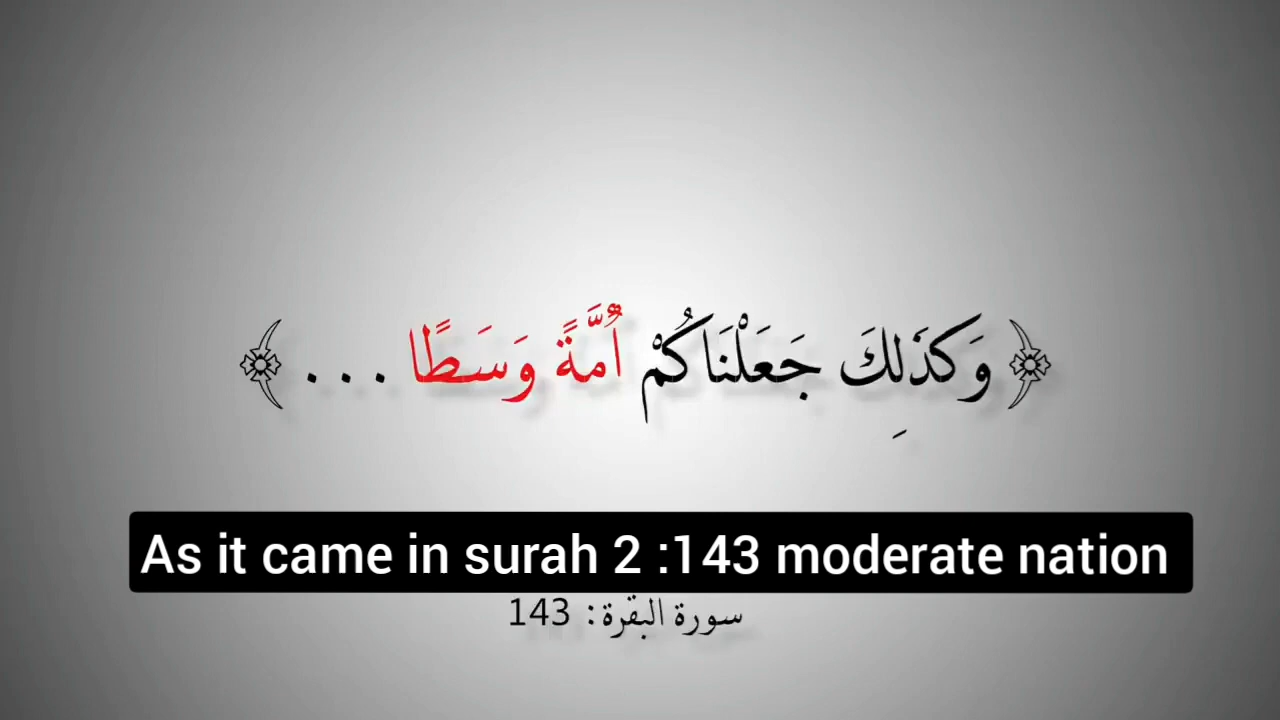 ﴿ وَكَذَلِكَ جَعَلْنَاكُمْ أُمَّةً وَسَطًا ... ﴾
As it came in surah 2 :143 moderate nation
سورة البقرة: 143